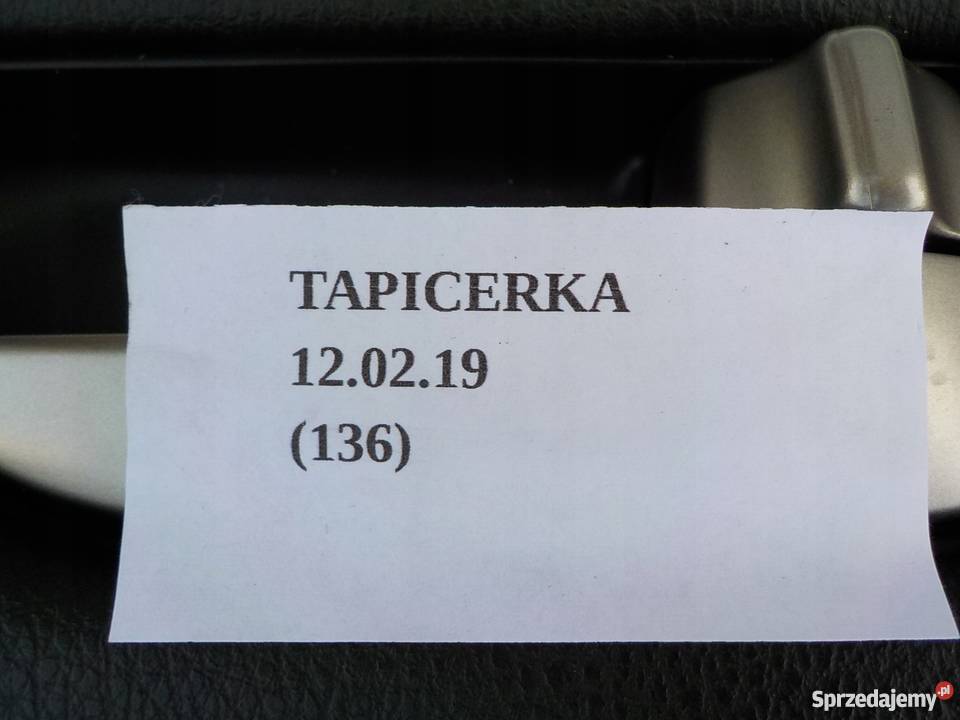 TAPICERKA
12.02.19
(136)
Sprzedajemy.pl